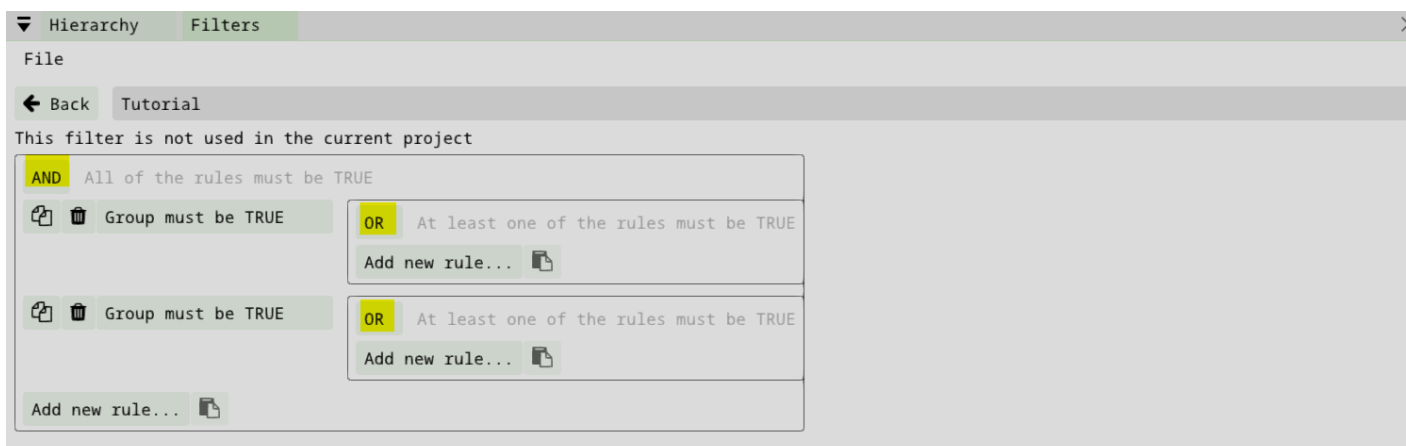 Hierarchy Filters
File
Back Tutorial
This filter is not used in the current project
AND All of the rules must be TRUE
Group must be TRUE OR At least one of the rules must be TRUE
Add new rule...
Group must be TRUE OR At least one of the rules must be TRUE
Add new rule...
Add new rule...